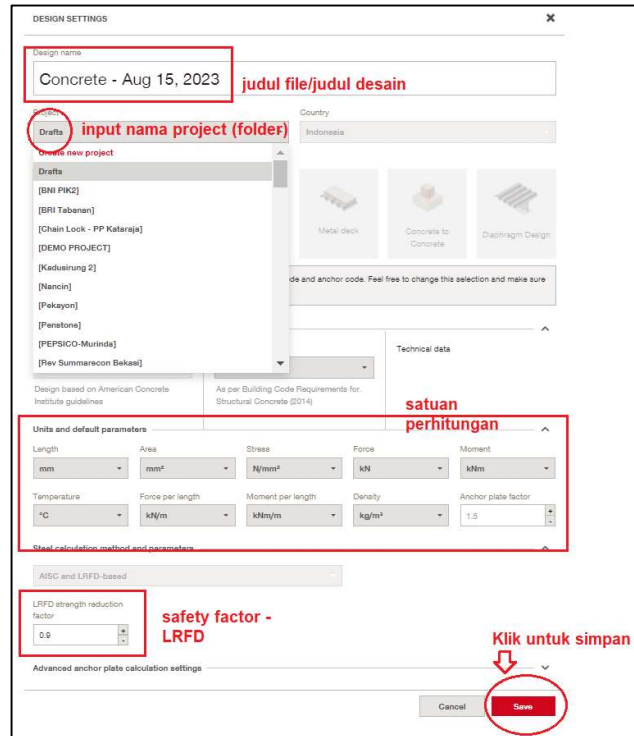 DESIGN SETTINGS
Design name
Concrete - Aug 15, 2023
judul file/judul desain
Project
Country
Drafts
input nama project (folder)
Indonesia
Create new project
Drafts
[BNI PIK2]
[BRI Tabanan]
[Chain Lock - PP Kataraja]
[DEMO PROJECT]
[Kadusirung 2]
[Nancin]
[Pekayon]
[Penstone]
[PEPSICO-Murinda]
[Rev Summarecon Bekasi]
Metal deck
Concrete to
Concrete
Diaphragm Design
de and anchor code. Feel free to change this selection and make sure
Technical data
Design based on American Concrete
Institute guidelines
As per Building Code Requirements for.
Structural Concrete (2014)
satuan
perhitungan
Units and default parameters
Length
Area
Stress
Force
Moment
mm
mm²
N/mm²
kN
kNm
Temperature
Force per length
Moment per length
Density
Anchor plate factor
°C
kN/m
kNm/m
kg/m³
1.5
Steel calculation method and parameters
AISC and LRFD-based
LRFD strength reduction
factor
0.9
safety factor -
LRFD
Klik untuk simpan
Advanced anchor plate calculation settings
Cancel
Save